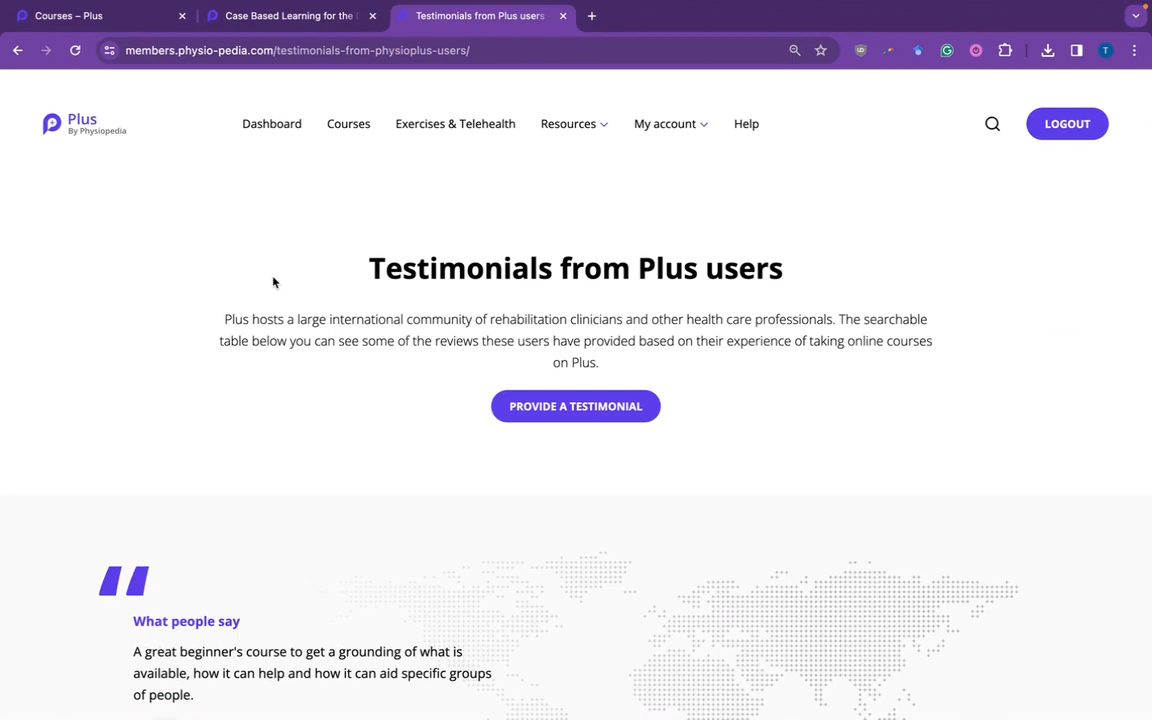 Courses – Plus
Case Based Learning for the
Testimonials from Plus users
members.physio-pedia.com/testimonials-from-physioplus-users/
T
Plus
By Physiopedia
Dashboard
Courses
Exercises & Telehealth
Resources
My account
Help
LOGOUT
Testimonials from Plus users
Plus hosts a large international community of rehabilitation clinicians and other health care professionals. The searchable
table below you can see some of the reviews these users have provided based on their experience of taking online courses
on Plus.
PROVIDE A TESTIMONIAL
What people say
A great beginner's course to get a grounding of what is
available, how it can help and how it can aid specific groups
of people.